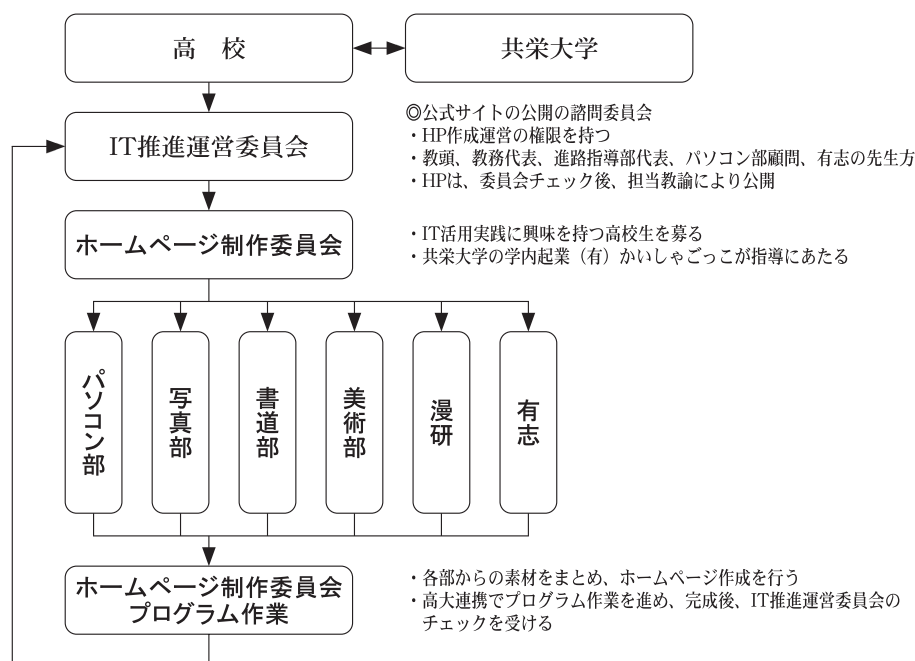 高　校
共栄大学
IT推進運営委員会
◎公式サイトの公開の諮問委員会
・HP作成運営の権限を持つ
・教頭、教務代表、進路指導部代表、パソコン部顧問、有志の先生方
・HPは、委員会チェック後、担当教諭により公開
ホームページ制作委員会
・IT活用実践に興味を持つ高校生を募る
・共栄大学の学内起業（有）かいしゃごっこが指導にあたる
パソコン部
写真部
書道部
美術部
漫研
有志
ホームページ制作委員会
プログラム作業
・各部からの素材をまとめ、ホームページ作成を行う
・高大連携でプログラム作業を進め、完成後、IT推進運営委員会の
チェックを受ける